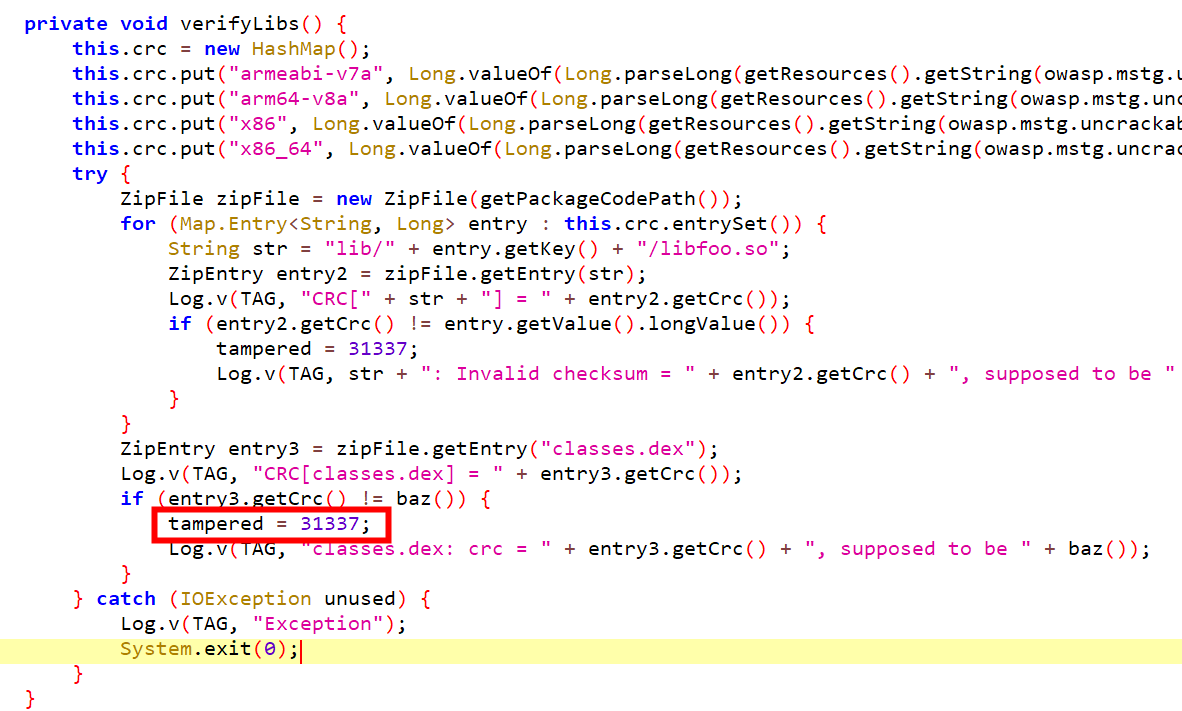 private void verifyLibs() {
this.crc = new HashMap();
this.crc.put("armeabi-v7a", Long.valueOf(Long.parseLong(getResources().getString(owasp.mstg.u
this.crc.put("arm64-v8a", Long.valueOf(Long.parseLong(getResources().getString(owasp.mstg.unc
this.crc.put("x86", Long.valueOf(Long.parseLong(getResources().getString(owasp.mstg.uncrackab
this.crc.put("x86_64", Long.valueOf(Long.parseLong(getResources().getString(owasp.mstg.uncrac
try {
ZipFile zipFile = new ZipFile(getPackageCodePath());
for (Map.Entry<String, Long> entry : this.crc.entrySet()) {
String str = "lib/" + entry.getKey() + "/libfoo.so";
ZipEntry entry2 = zipFile.getEntry(str);
Log.v(TAG, "CRC[" + str + "] = " + entry2.getCrc());
if (entry2.getCrc() != entry.getValue().longValue()) {
tampered = 31337;
Log.v(TAG, str + ": Invalid checksum = " + entry2.getCrc() + ", supposed to be "
}
}
ZipEntry entry3 = zipFile.getEntry("classes.dex");
Log.v(TAG, "CRC[classes.dex] = " + entry3.getCrc());
if (entry3.getCrc() != baz()) {
tampered = 31337;
Log.v(TAG, "classes.dex: crc = " + entry3.getCrc() + ", supposed to be " + baz());
}
} catch (IOException unused) {
Log.v(TAG, "Exception");
System.exit(0);
}
}